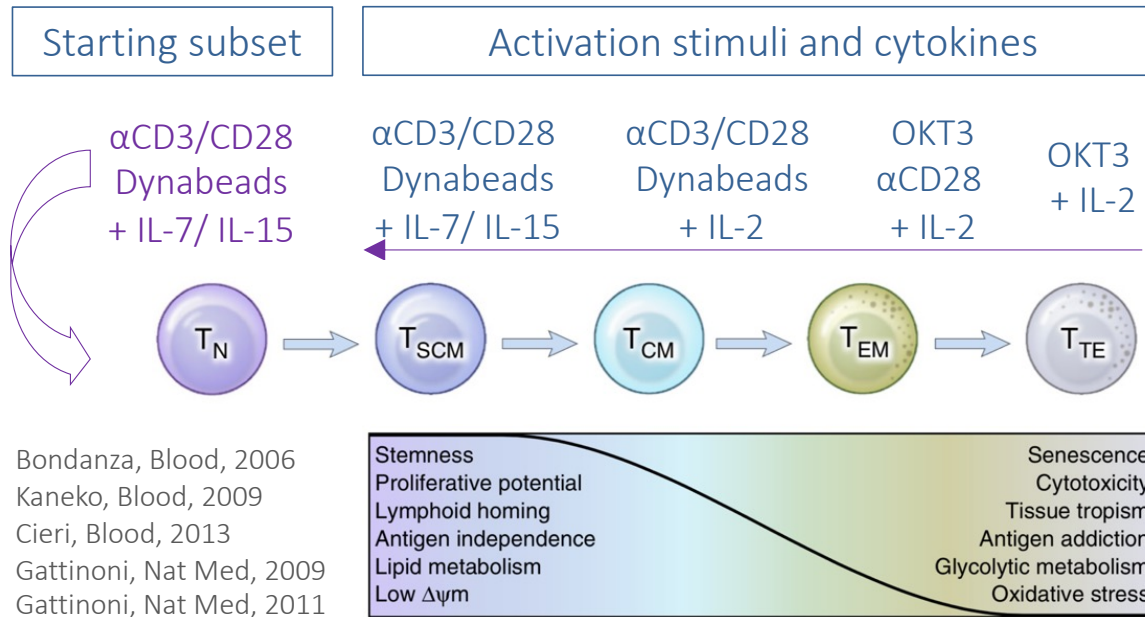 Starting subset
Activation stimuli and cytokines
αCD3/CD28
Dynabeads
+ IL-7/ IL-15
αCD3/CD28
Dynabeads
+ IL-7/ IL-15
αCD3/CD28
Dynabeads
+ IL-2
OKT3
αCD28
+ IL-2
OKT3
+ IL-2
TN
TSCM
TCM
TEM
TTE
Bondanza, Blood, 2006
Kaneko, Blood, 2009
Cieri, Blood, 2013
Gattinoni, Nat Med, 2009
Gattinoni, Nat Med, 2011
Stemness
Proliferative potential
Lymphoid homing
Antigen independence
Lipid metabolism
Low Δψm
Senescence
Cytotoxicity
Tissue tropism
Antigen addiction
Glycolytic metabolism
Oxidative stress